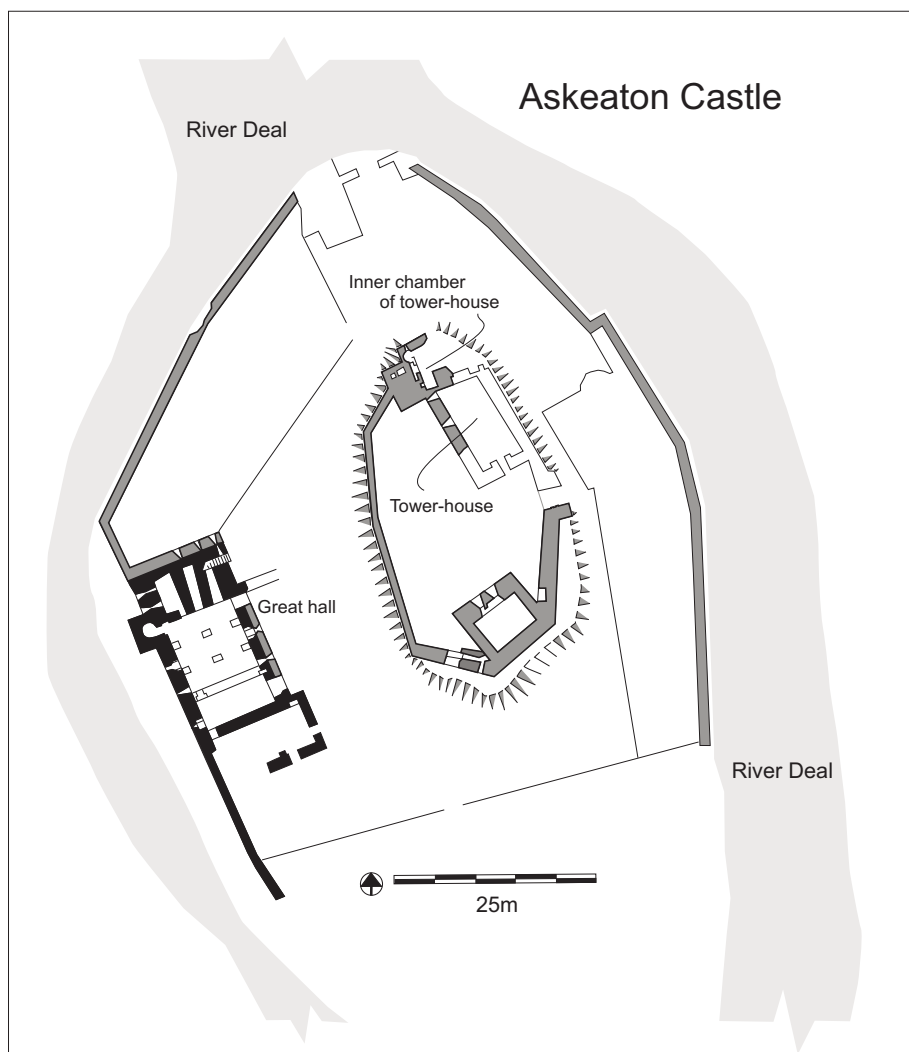 Askeaton Castle
River Deal
Inner chamber
of tower-house
Tower-house
Great hall
River Deal
25m